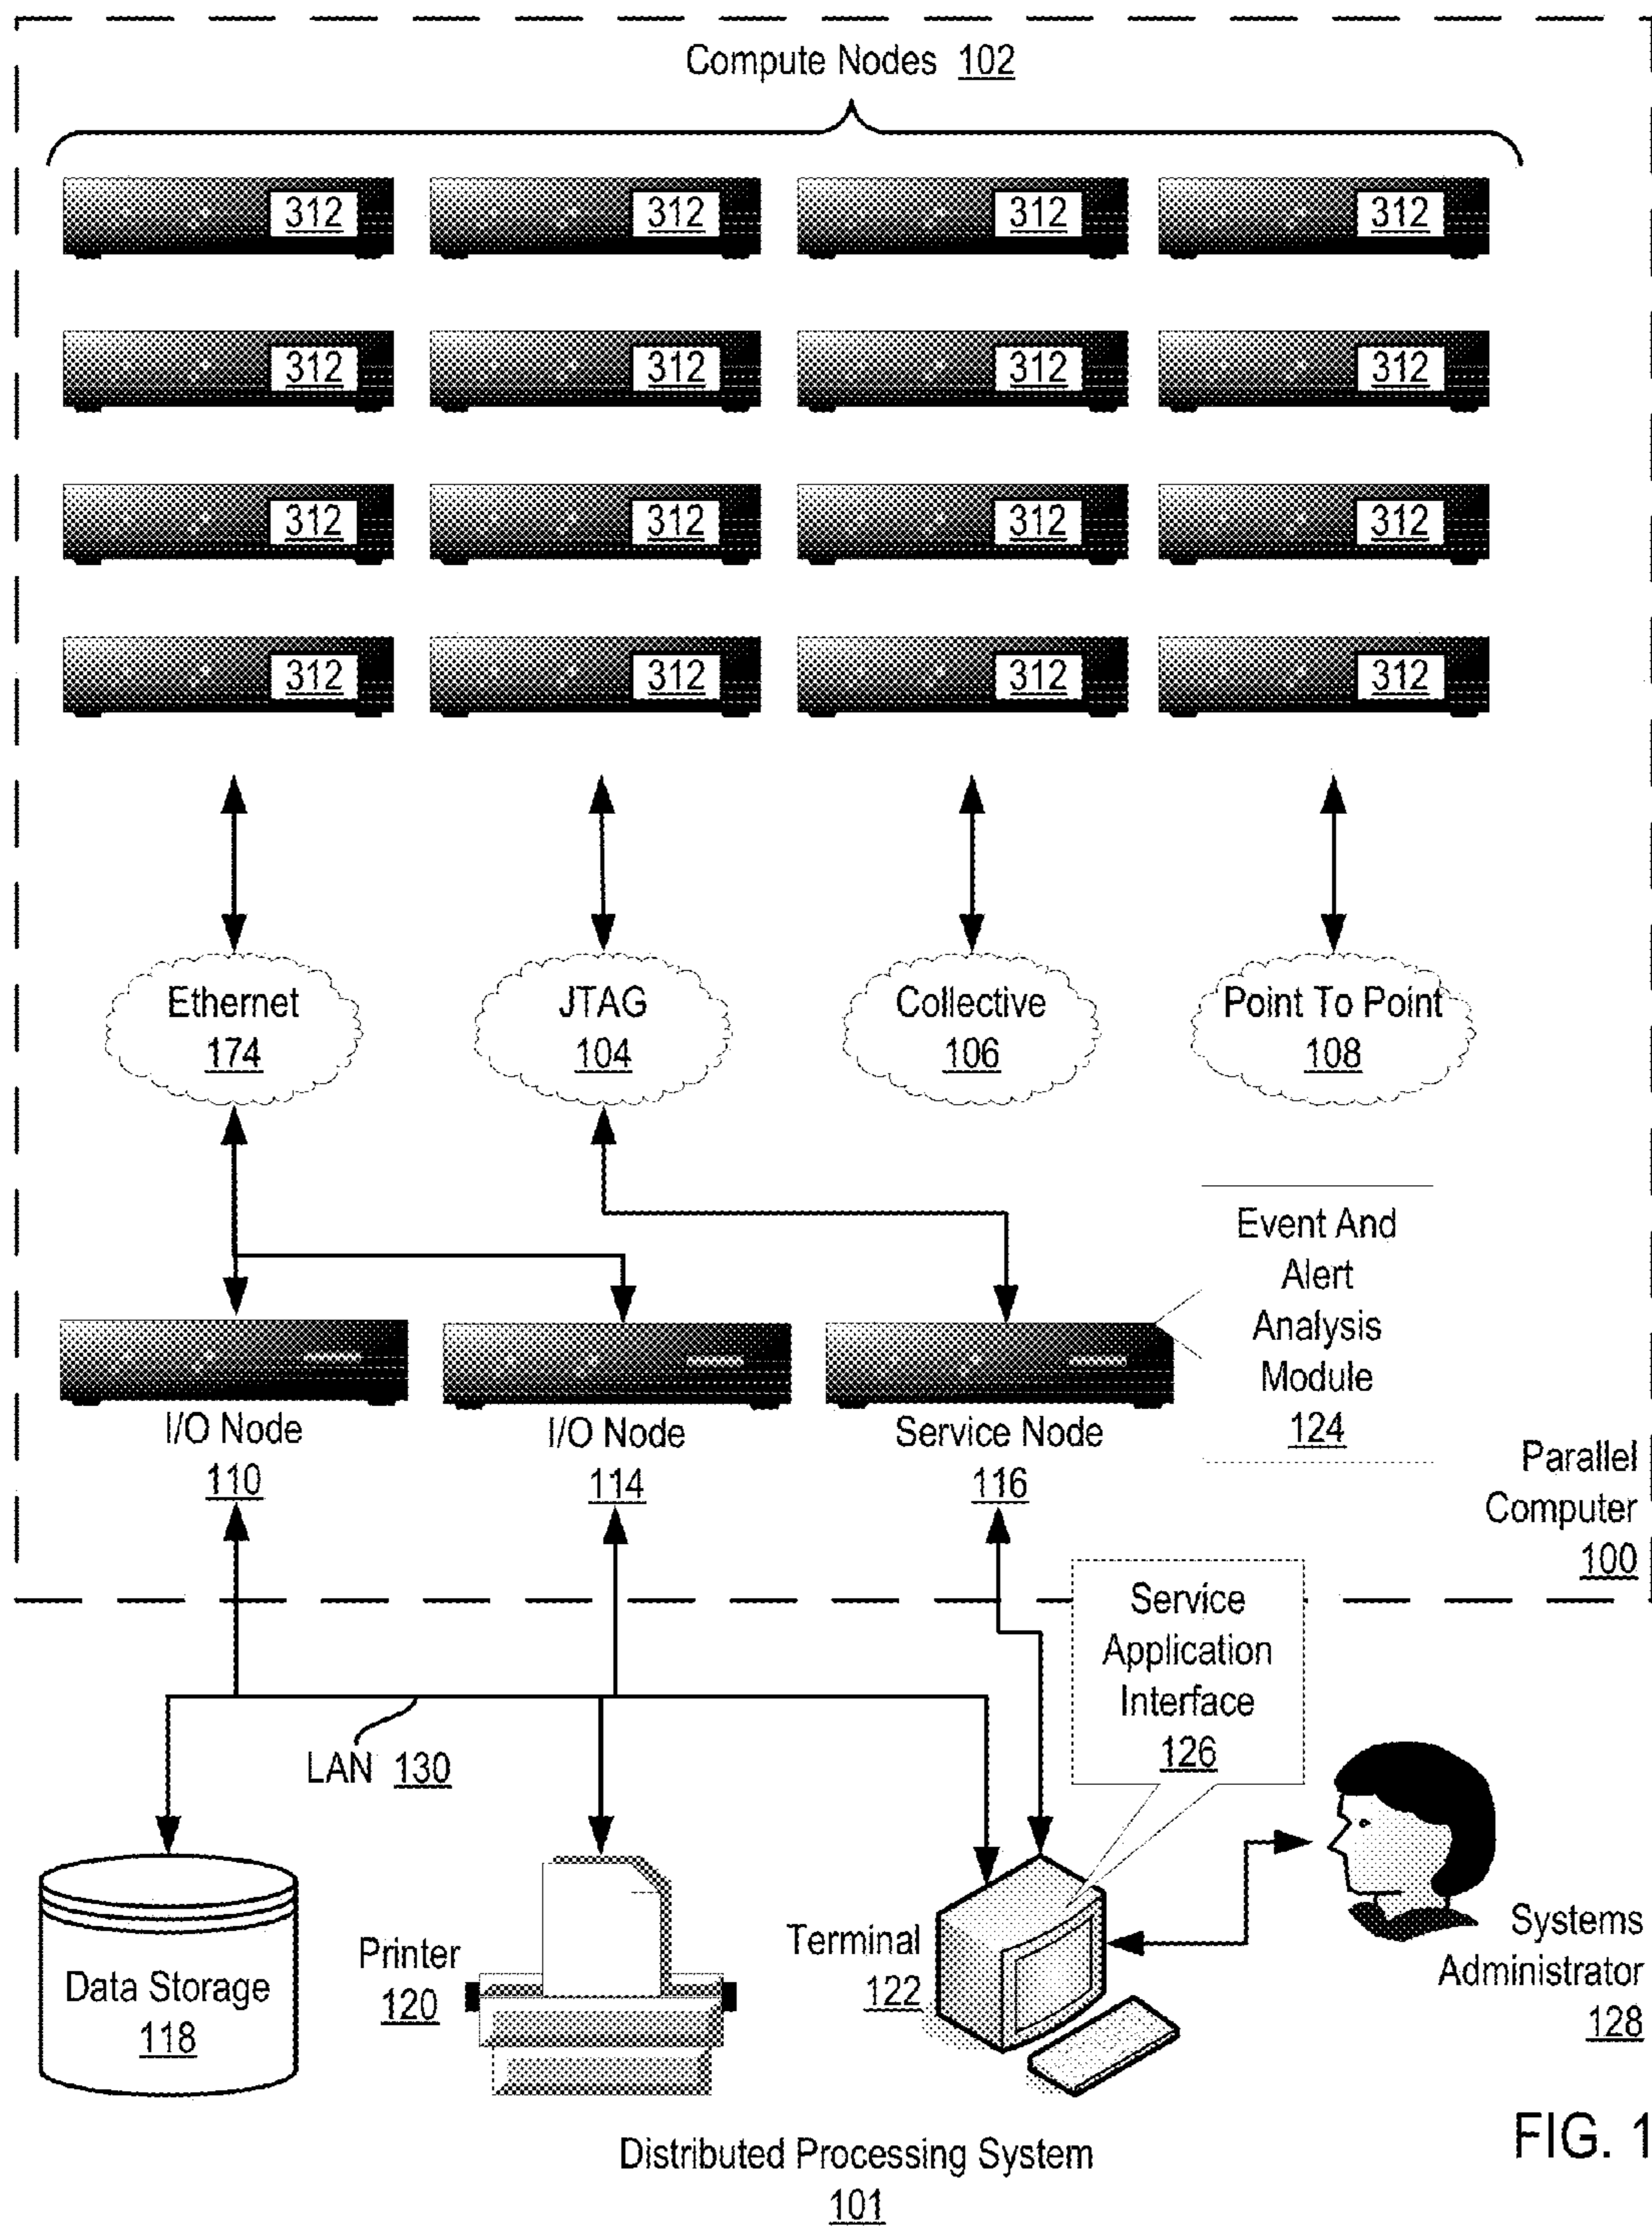 Compute Nodes 102
312 312 312 312
312 312 312 312
312 312 312 312
312 312 312 312
Ethernet
174
JTAG
104
Collective
106
Point To Point
108
Event And
Alert
Analysis
Module
124
I/O Node
110
I/O Node
114
Service Node
116
Parallel
Computer
100
Service
Application
Interface
126
LAN 130
Data Storage
118
Printer
120
Terminal
122
Systems
Administrator
128
Distributed Processing System
101
FIG. 1